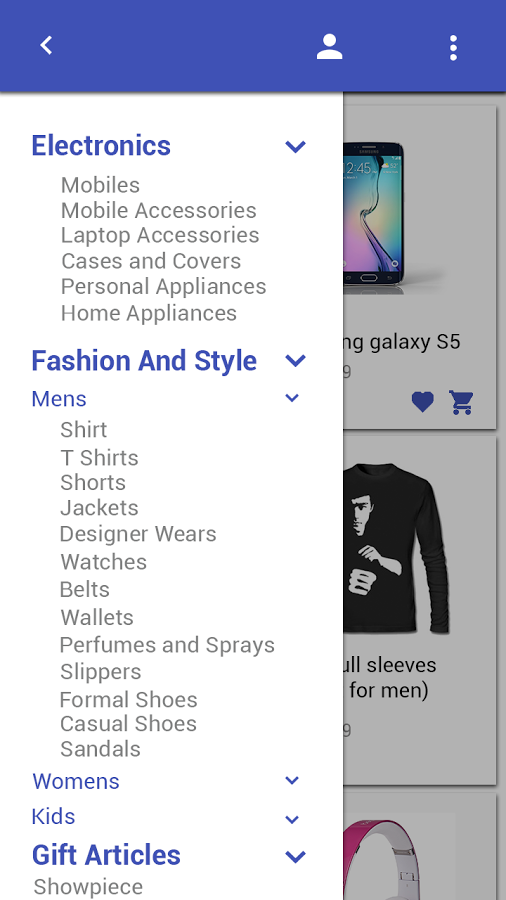 Electronics
Mobiles
Mobile Accessories
Laptop Accessories
Cases and Covers
Personal Appliances
Home Appliances
Fashion And Style
Mens
Shirt
T Shirts
Shorts
Jackets
Designer Wears
Watches
Belts
Wallets
Perfumes and Sprays
Slippers
Formal Shoes
Casual Shoes
Sandals
Womens
Kids
Gift Articles
Showpiece
12:45
ng galaxy S5
9
ull sleeves
for men)
9